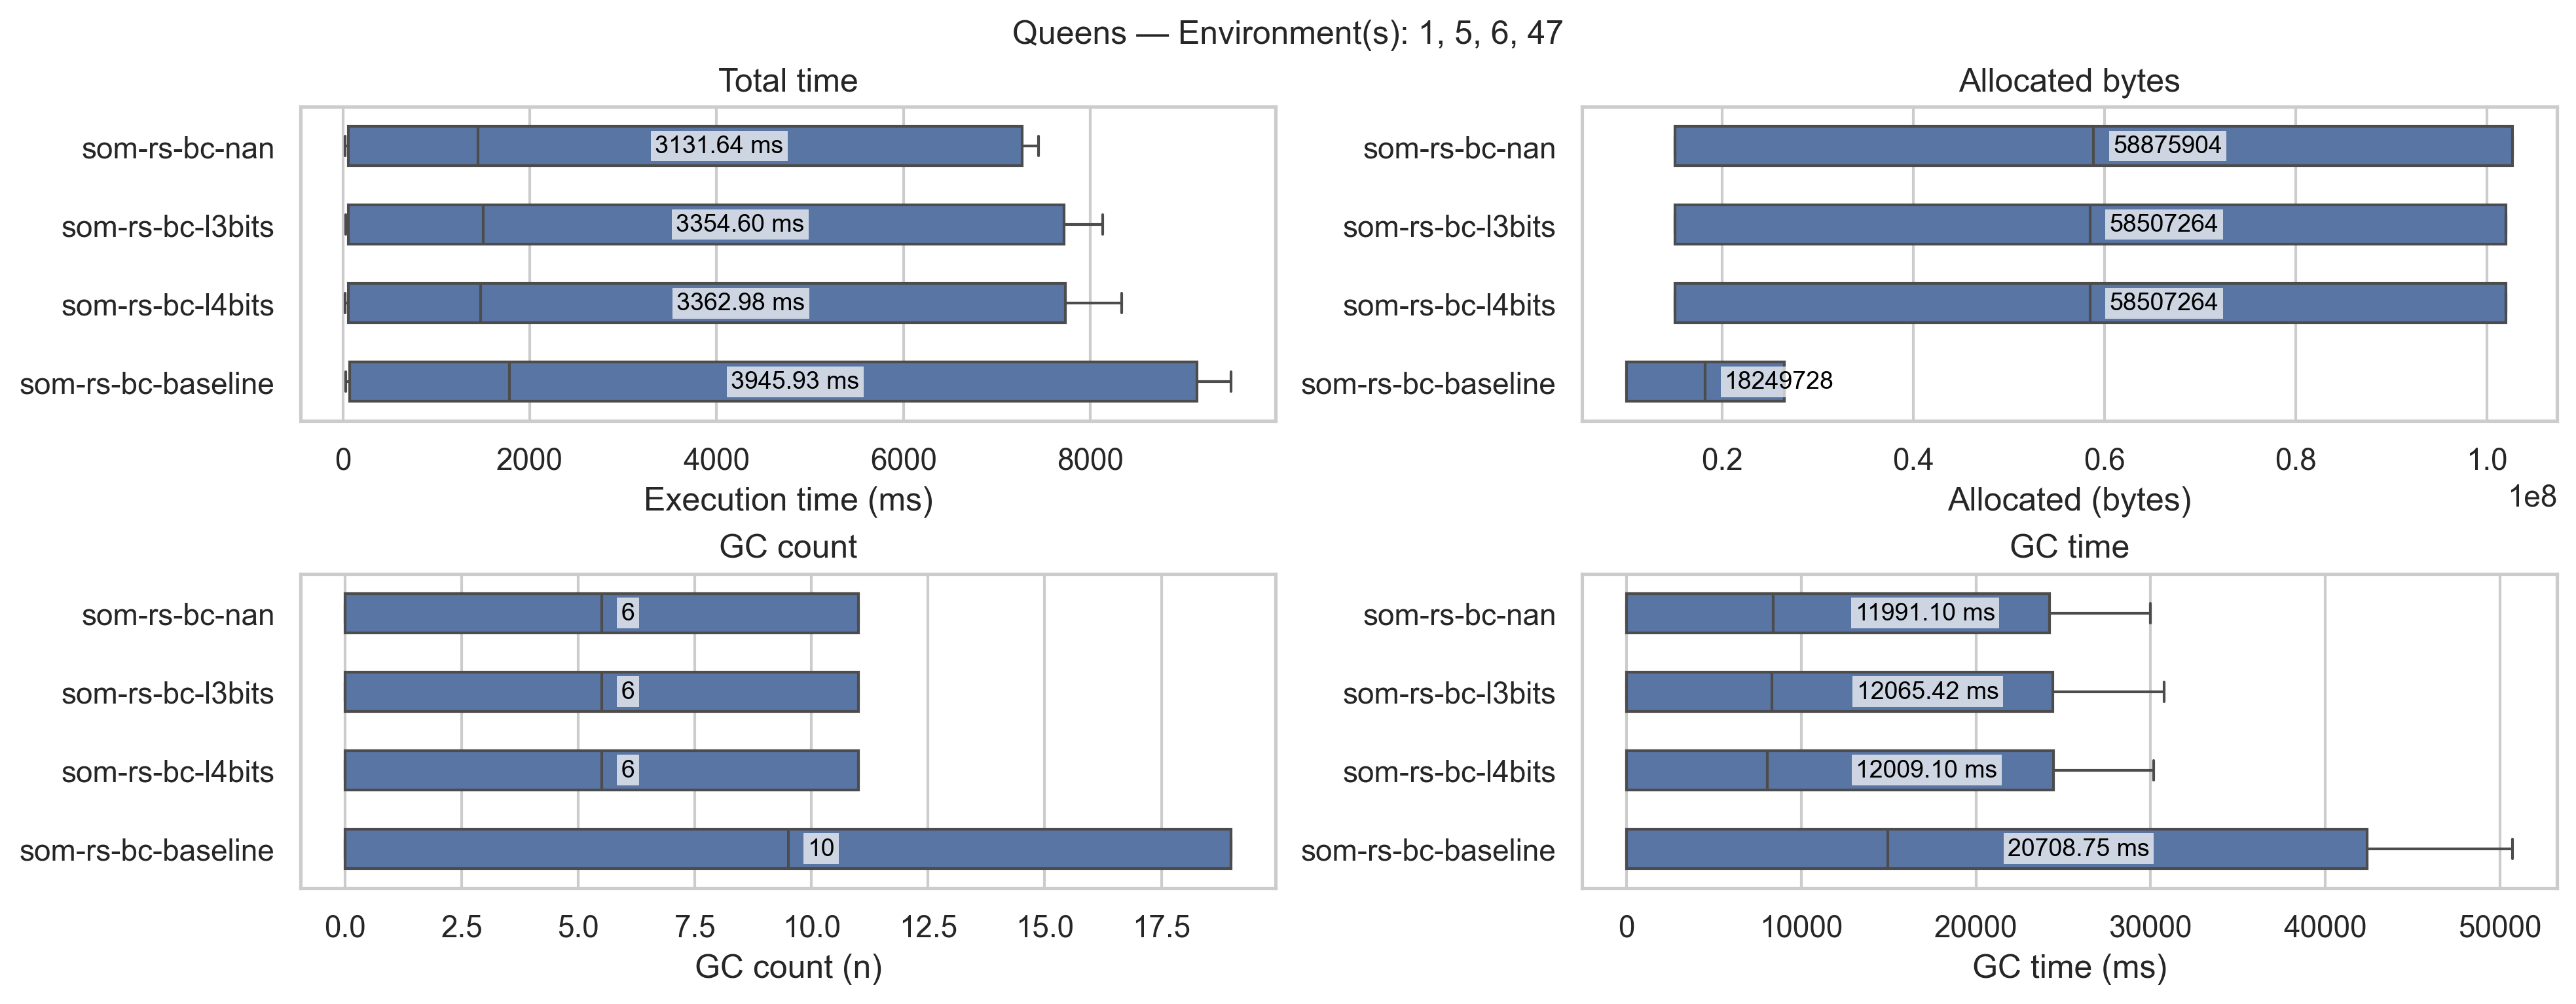 Queens — Environment(s): 1, 5, 6, 47
Total time
som-rs-bc-nan
3131.64 ms
som-rs-bc-l3bits
3354.60 ms
som-rs-bc-l4bits
3362.98 ms
som-rs-bc-baseline
3945.93 ms
0 2000 4000 6000 8000
Execution time (ms)
Allocated bytes
som-rs-bc-nan
58875904
som-rs-bc-l3bits
58507264
som-rs-bc-l4bits
58507264
som-rs-bc-baseline
18249728
0.2 0.4 0.6 0.8 1.0
1e8
Allocated (bytes)
GC count
som-rs-bc-nan
6
som-rs-bc-l3bits
6
som-rs-bc-l4bits
6
som-rs-bc-baseline
10
0.0 2.5 5.0 7.5 10.0 12.5 15.0 17.5
GC count (n)
GC time
som-rs-bc-nan
11991.10 ms
som-rs-bc-l3bits
12065.42 ms
som-rs-bc-l4bits
12009.10 ms
som-rs-bc-baseline
20708.75 ms
0 10000 20000 30000 40000 50000
GC time (ms)